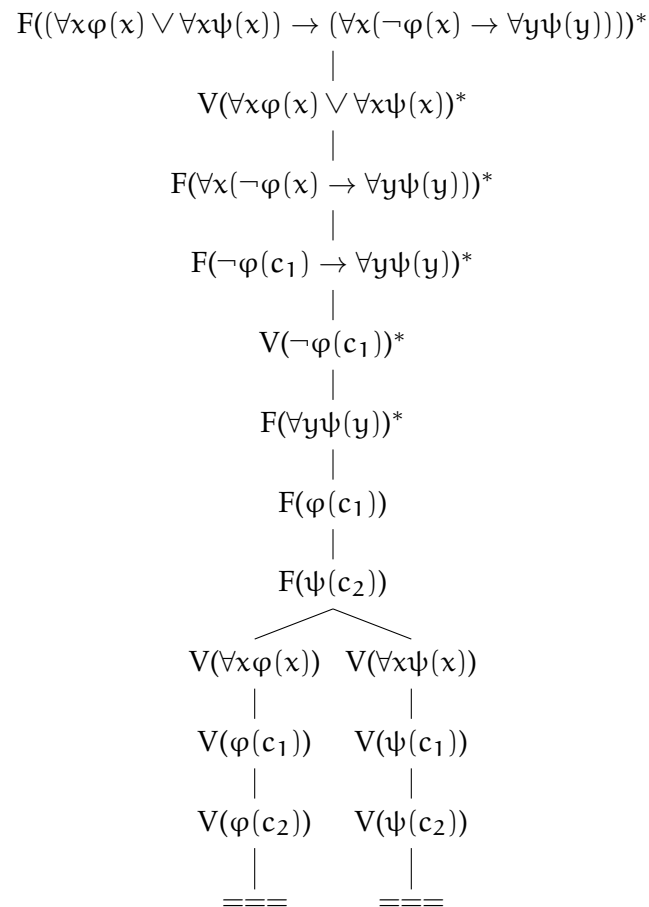 F((∀xφ(x) ∨ ∀xψ(x)) → (∀x(¬φ(x) → ∀yψ(y))))*
V(∀xφ(x) ∨ ∀xψ(x))*
F(∀x(¬φ(x) → ∀yψ(y)))*
F(¬φ(c₁) → ∀yψ(y))*
V(¬φ(c₁))*
F(∀yψ(y))*
F(φ(c₁))
F(ψ(c₂))
V(∀xφ(x)) V(∀xψ(x))
V(φ(c₁)) V(ψ(c₁))
V(φ(c₂)) V(ψ(c₂))
=== ===